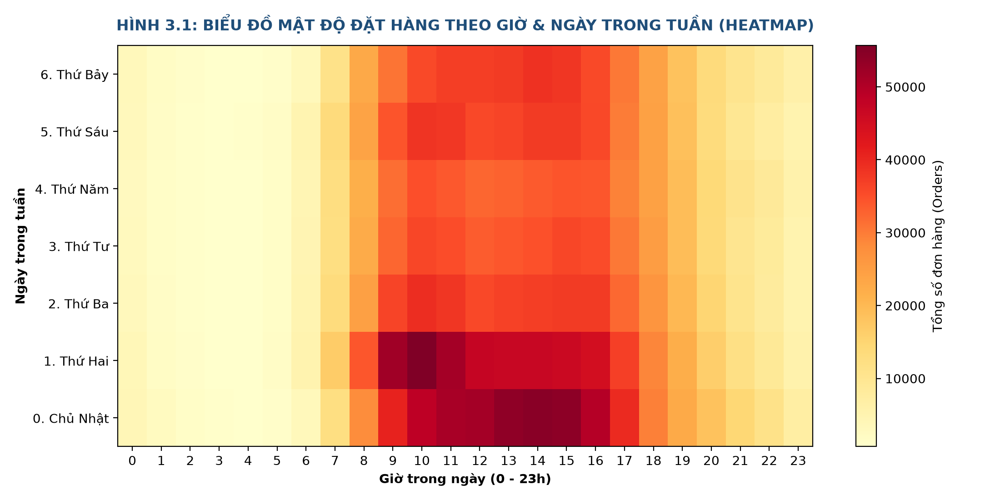 HÌNH 3.1: BIỂU ĐỒ MẬT ĐỘ ĐẶT HÀNG THEO GIỜ & NGÀY TRONG TUẦN (HEATMAP)
Ngày trong tuần
6. Thứ Bảy
5. Thứ Sáu
4. Thứ Năm
3. Thứ Tư
2. Thứ Ba
1. Thứ Hai
0. Chủ Nhật
0 1 2 3 4 5 6 7 8 9 10 11 12 13 14 15 16 17 18 19 20 21 22 23
Giờ trong ngày (0 - 23h)
50000
40000
30000
20000
10000
Tổng số đơn hàng (Orders)